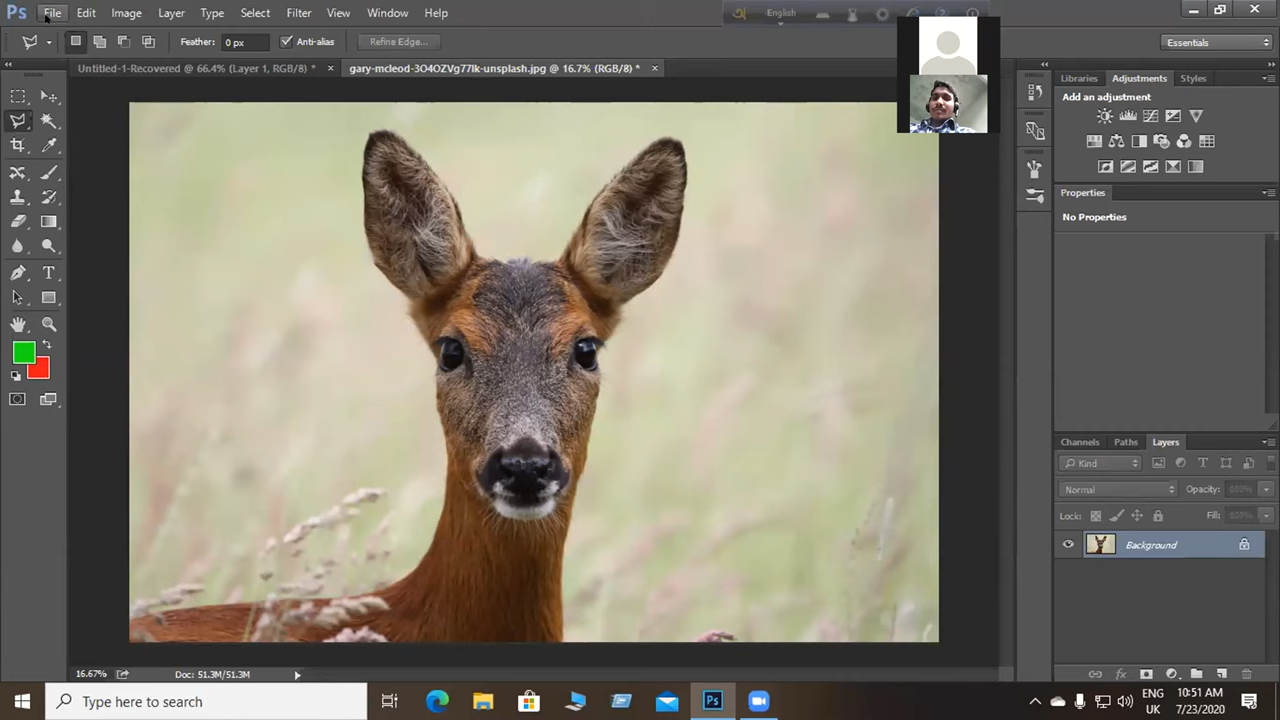 Ps File Edit Image Layer Type Select Filter View Window Help
English
Feather: 0 px Anti-alias Refine Edge... Essentials
Untitled-1-Recovered @ 66.4% (Layer 1, RGB/8) * × gary-mcleod-3O4OZVg77Ik-unsplash.jpg @ 16.7% (RGB/8) * ×
Libraries Adjustments Styles
Add an adjustment
Properties
No Properties
Channels Paths Layers
Kind
Normal Opacity:
Lock: Fill:
Background
16.67% Doc: 51.3M/51.3M
Type here to search
Ps
ENG 10:51 AM
UK 7/23/2020